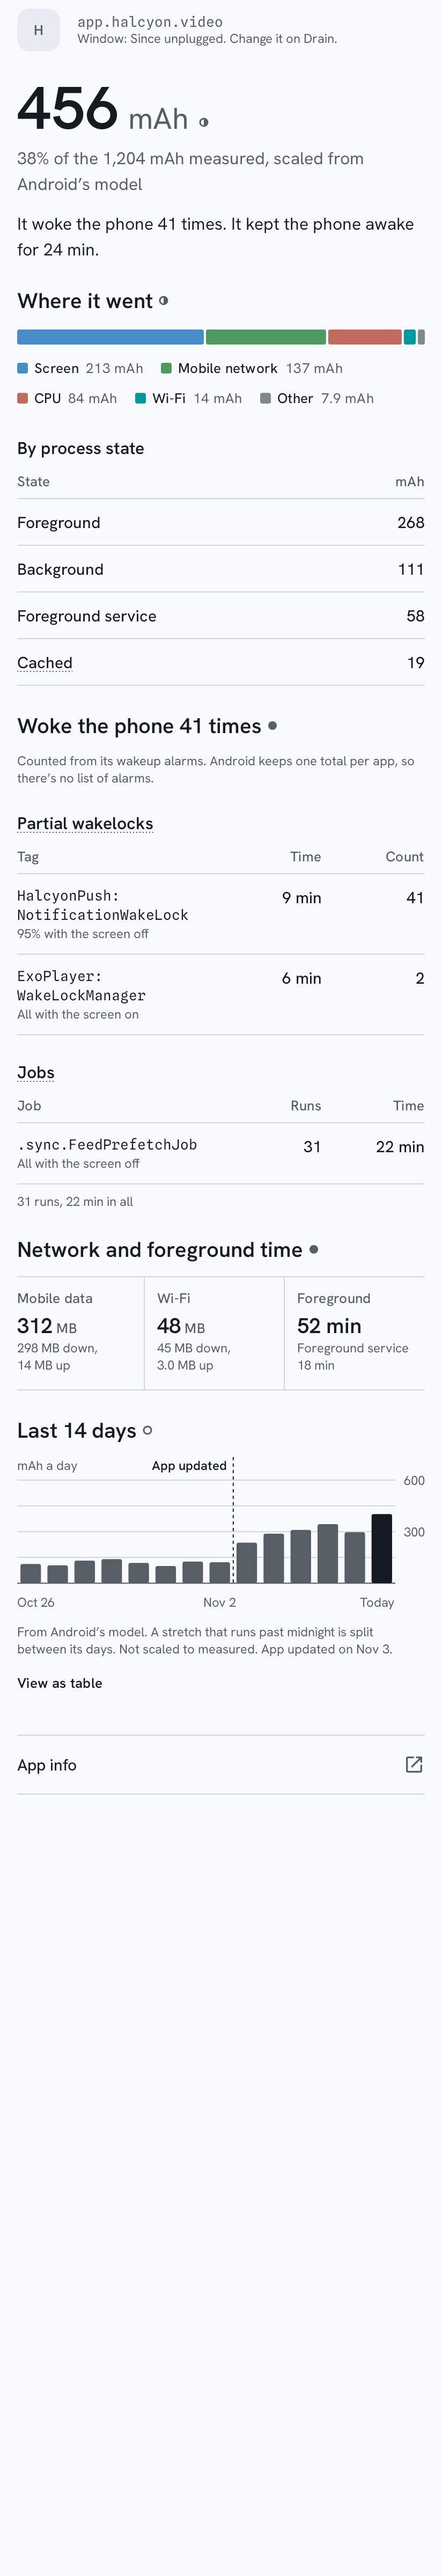 H
app.halcyon.video
Window: Since unplugged. Change it on Drain.
456 mAh
38% of the 1,204 mAh measured, scaled from
Android’s model
It woke the phone 41 times. It kept the phone awake
for 24 min.
Where it went
Screen 213 mAh Mobile network 137 mAh
CPU 84 mAh Wi-Fi 14 mAh Other 7.9 mAh
By process state
State mAh
Foreground 268
Background 111
Foreground service 58
Cached 19
Woke the phone 41 times
Counted from its wakeup alarms. Android keeps one total per app, so
there’s no list of alarms.
Partial wakelocks
Tag Time Count
HalcyonPush:
NotificationWakeLock 9 min 41
95% with the screen off
ExoPlayer:
WakeLockManager 6 min 2
All with the screen on
Jobs
Job Runs Time
.sync.FeedPrefetchJob 31 22 min
All with the screen off
31 runs, 22 min in all
Network and foreground time
Mobile data Wi-Fi Foreground
312 MB 48 MB 52 min
298 MB down, 45 MB down, Foreground service
14 MB up 3.0 MB up 18 min
Last 14 days
mAh a day App updated
600
300
Oct 26 Nov 2 Today
From Android’s model. A stretch that runs past midnight is split
between its days. Not scaled to measured. App updated on Nov 3.
View as table
App info